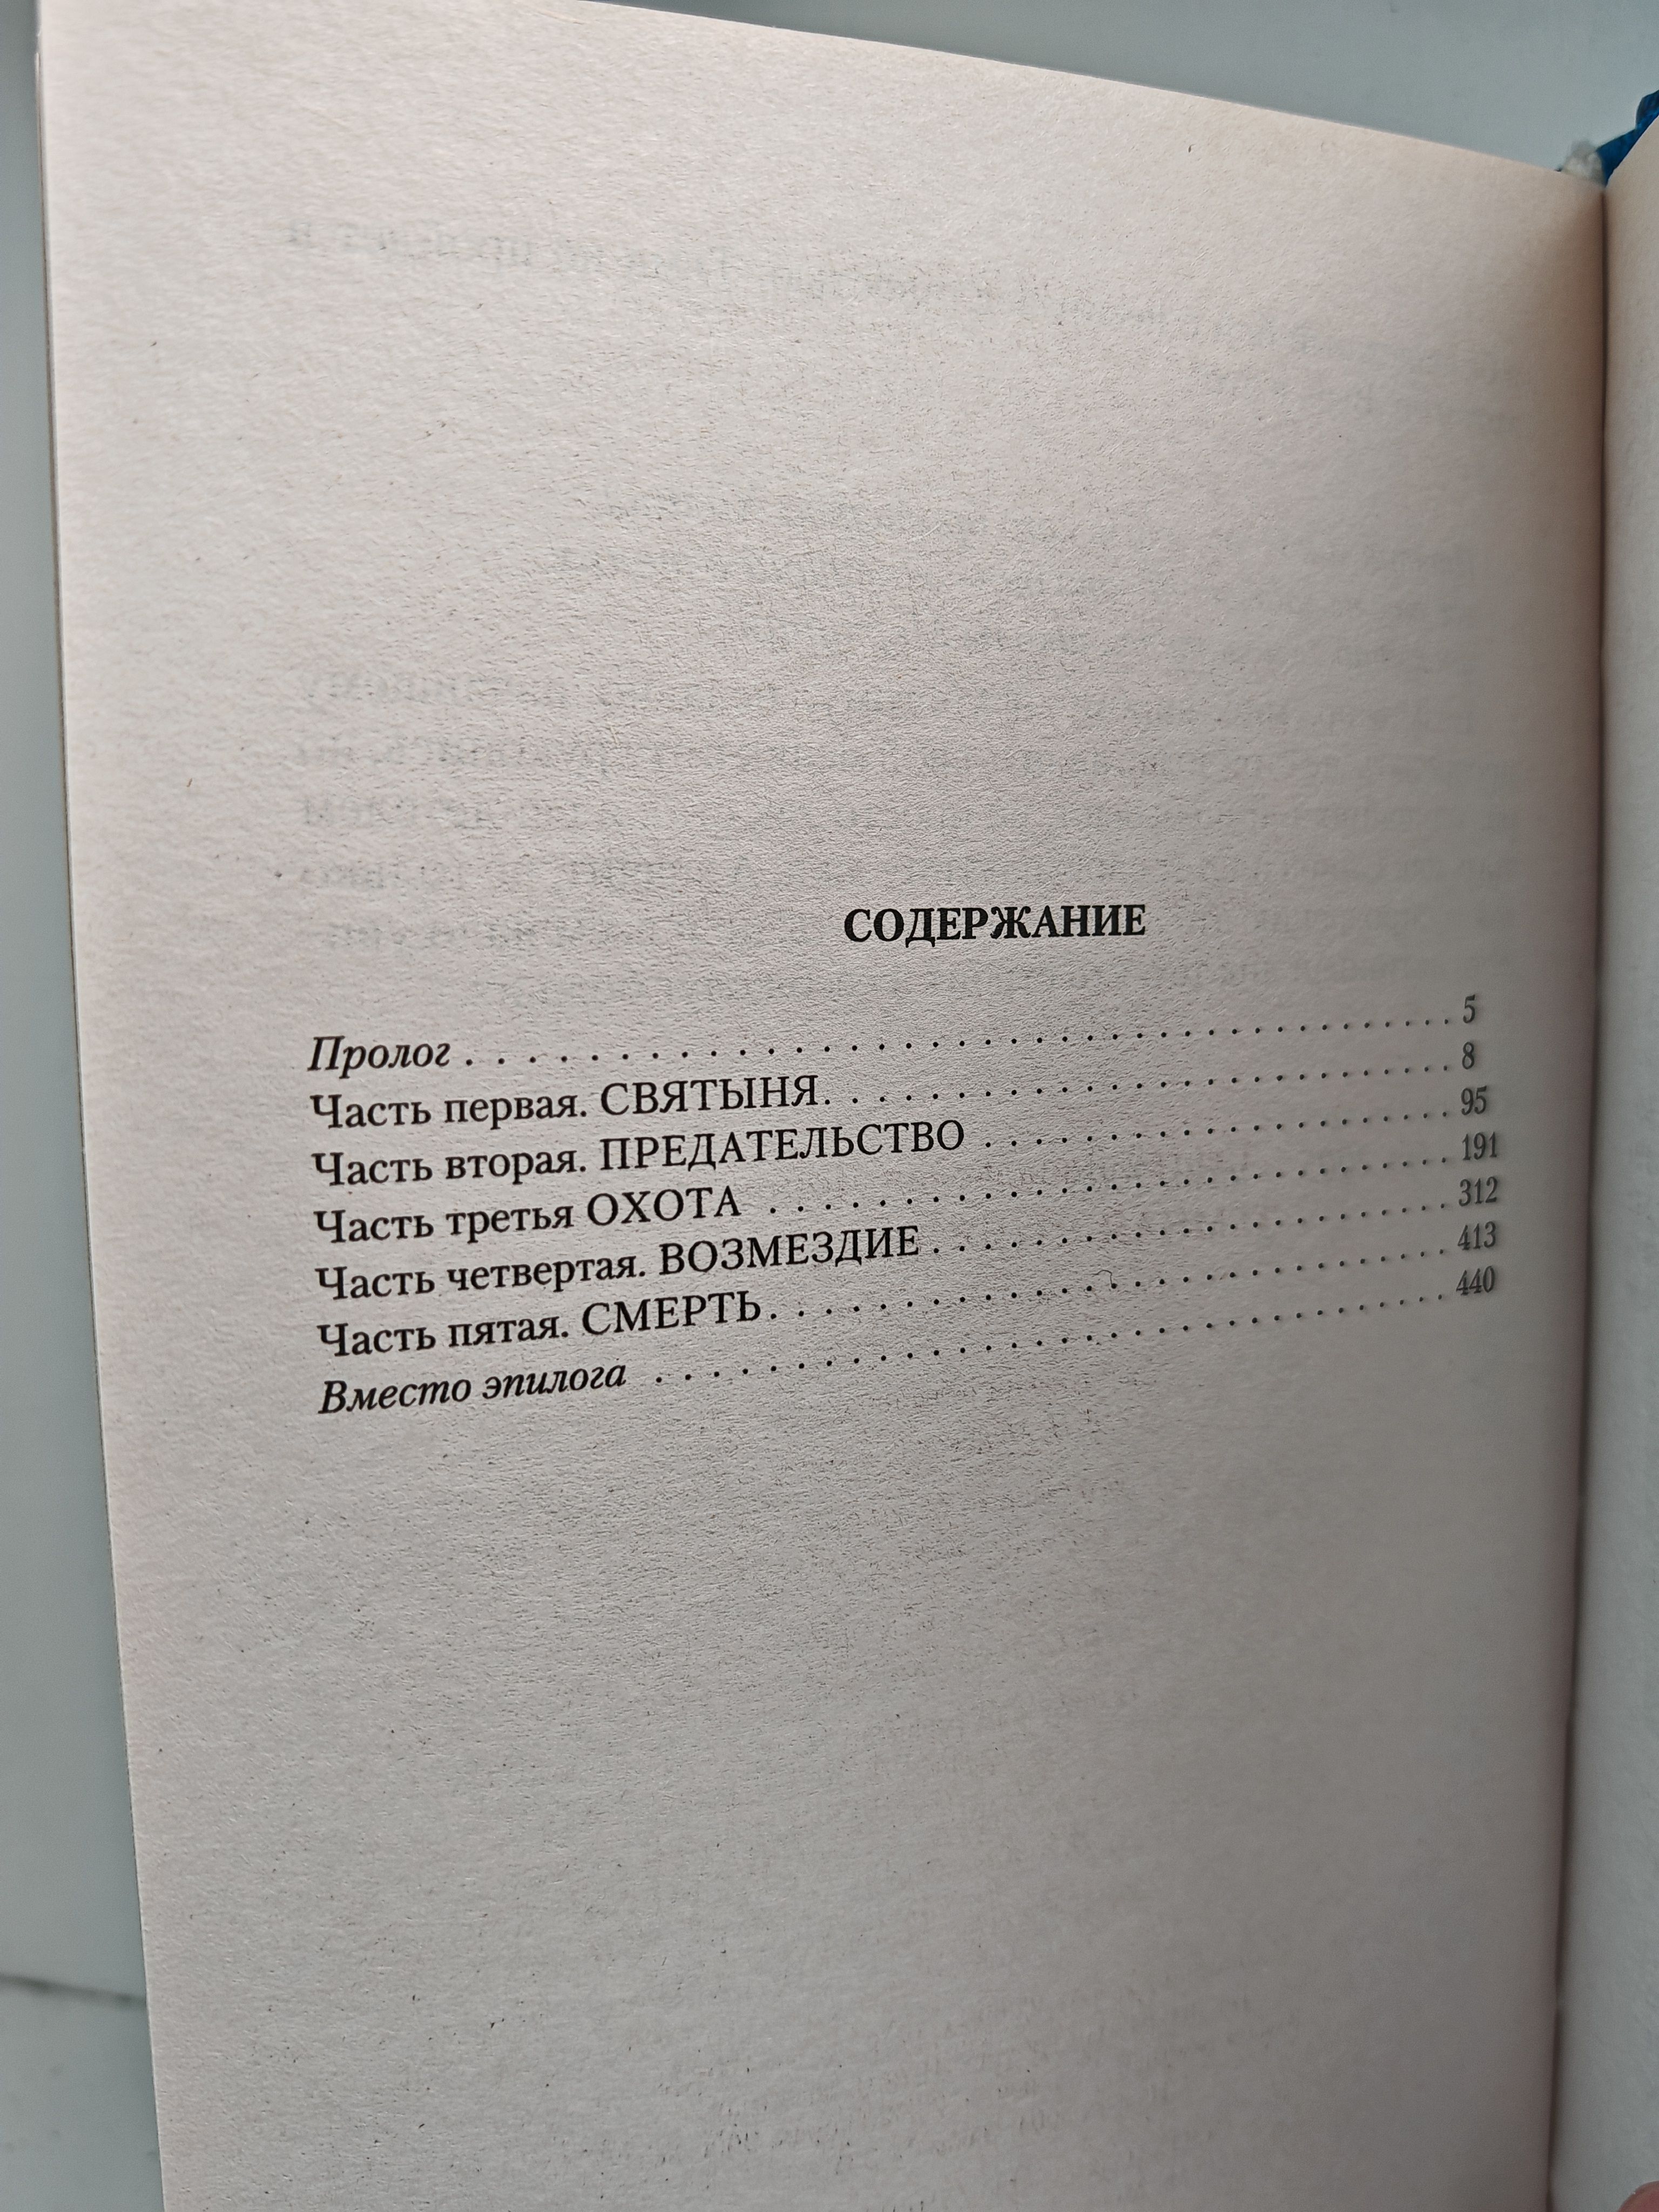 СОДЕРЖАНИЕ
Пролог . . . . . . . . . . . . . . . . . . . . . . . . . . . . . . . . . . . 5
Часть первая. СВЯТЫНЯ. . . . . . . . . . . . . . . . . . . . . . . 8
Часть вторая. ПРЕДАТЕЛЬСТВО . . . . . . . . . . . . . . . . . 95
Часть третья ОХОТА . . . . . . . . . . . . . . . . . . . . . . . . . 191
Часть четвертая. ВОЗМЕЗДИЕ . . . . . . . . . . . . . . . . . . . 312
Часть пятая. СМЕРТЬ. . . . . . . . . . . . . . . . . . . . . . . . . 413
Вместо эпилога . . . . . . . . . . . . . . . . . . . . . . . . . . . . 440